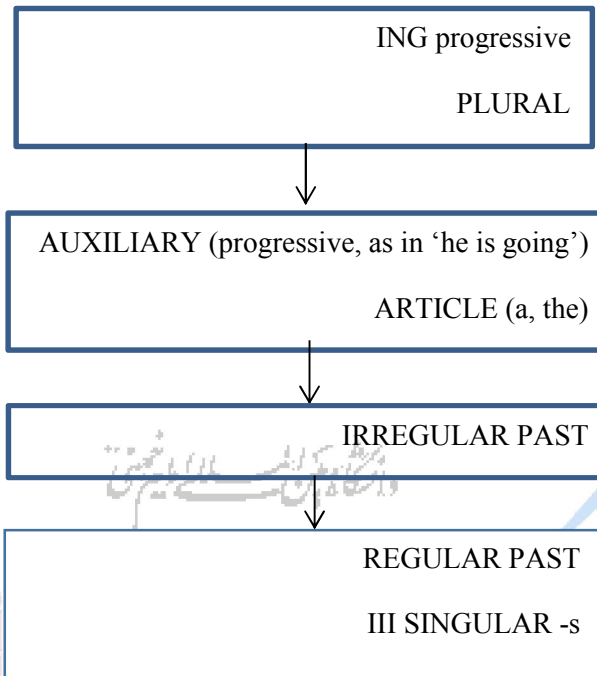 ING progressive
PLURAL
AUXILIARY (progressive, as in ‘he is going’)
ARTICLE (a, the)
IRREGULAR PAST
REGULAR PAST
III SINGULAR -s